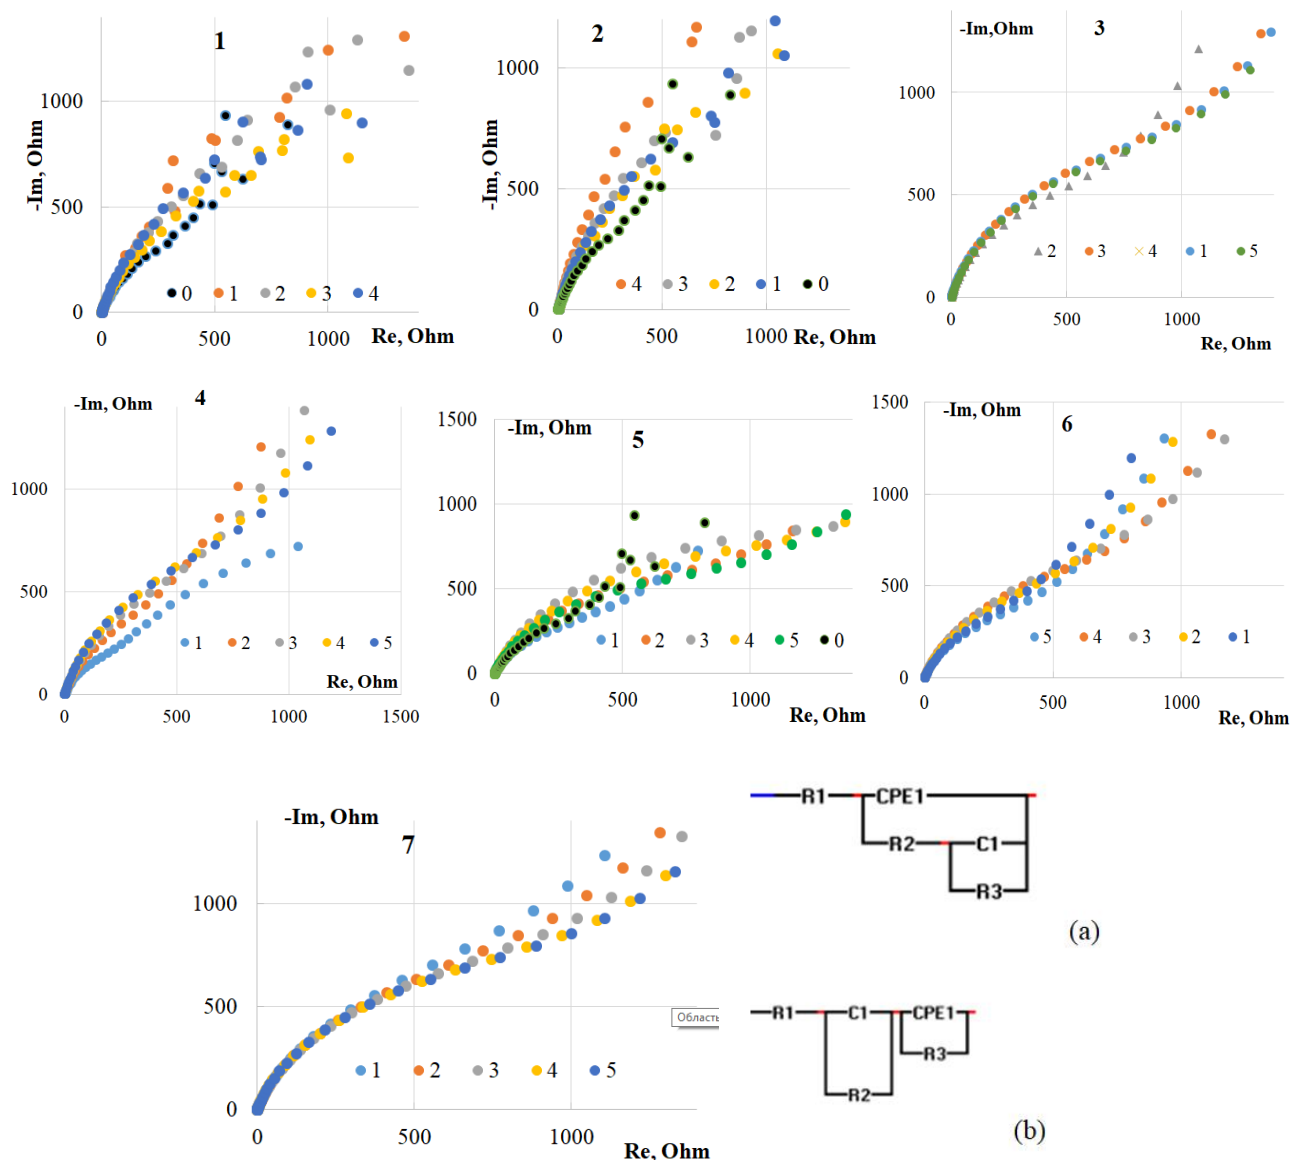 1
-Im, Ohm
1000
500
0
0 1 2 3 4
0 500 1000
Re, Ohm
2
-Im, Ohm
1000
500
0
4 3 2 1 0
0 500 1000
Re, Ohm
-Im,Ohm
3
1000
500
0
2 3 4 1 5
0 500 1000
Re, Ohm
-Im, Ohm
4
1000
500
0
1 2 3 4 5
Re, Ohm
0 500 1000 1500
1500
-Im, Ohm
5
1000
500
0
1 2 3 4 5 0
0 500 1000
Re, Ohm
1500
-Im, Ohm
6
1000
500
0
5 4 3 2 1
0 500 1000
Re, Ohm
-Im, Ohm
7
1000
500
0
1 2 3 4 5
0 500 1000
Re, Ohm
Область
R1 CPE1
R2 C1
R3
(a)
R1 C1 CPE1
R3
R2
(b)